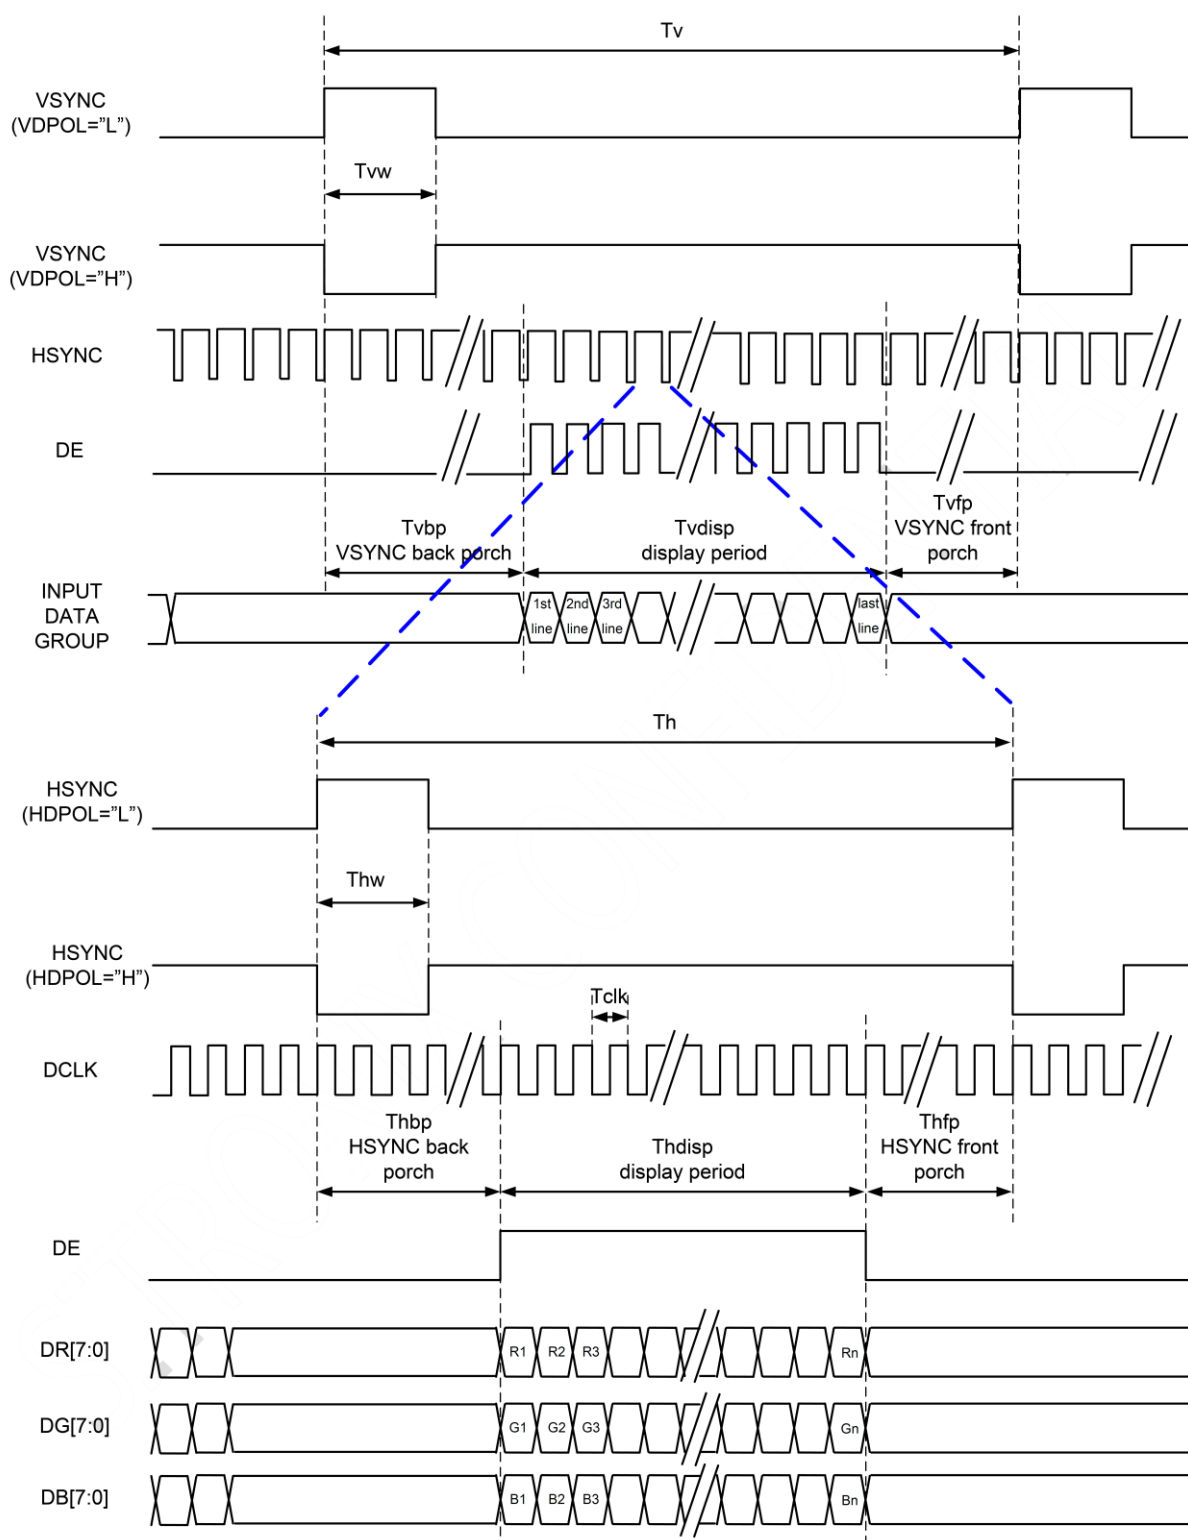 Tv
VSYNC
(VDPOL="L")
Tvw
VSYNC
(VDPOL="H")
HSYNC
DE
Tvbp
VSYNC back porch
Tvdisp
display period
Tvfp
VSYNC front
porch
INPUT
DATA
GROUP
1st
line
2nd
line
3rd
line
last
line
Th
HSYNC
(HDPOL="L")
Thw
HSYNC
(HDPOL="H")
Tclk
DCLK
Thbp
HSYNC back
porch
Thdisp
display period
Thfp
HSYNC front
porch
DE
DR[7:0]
R1
R2
R3
Rn
DG[7:0]
G1
G2
G3
Gn
DB[7:0]
B1
B2
B3
Bn